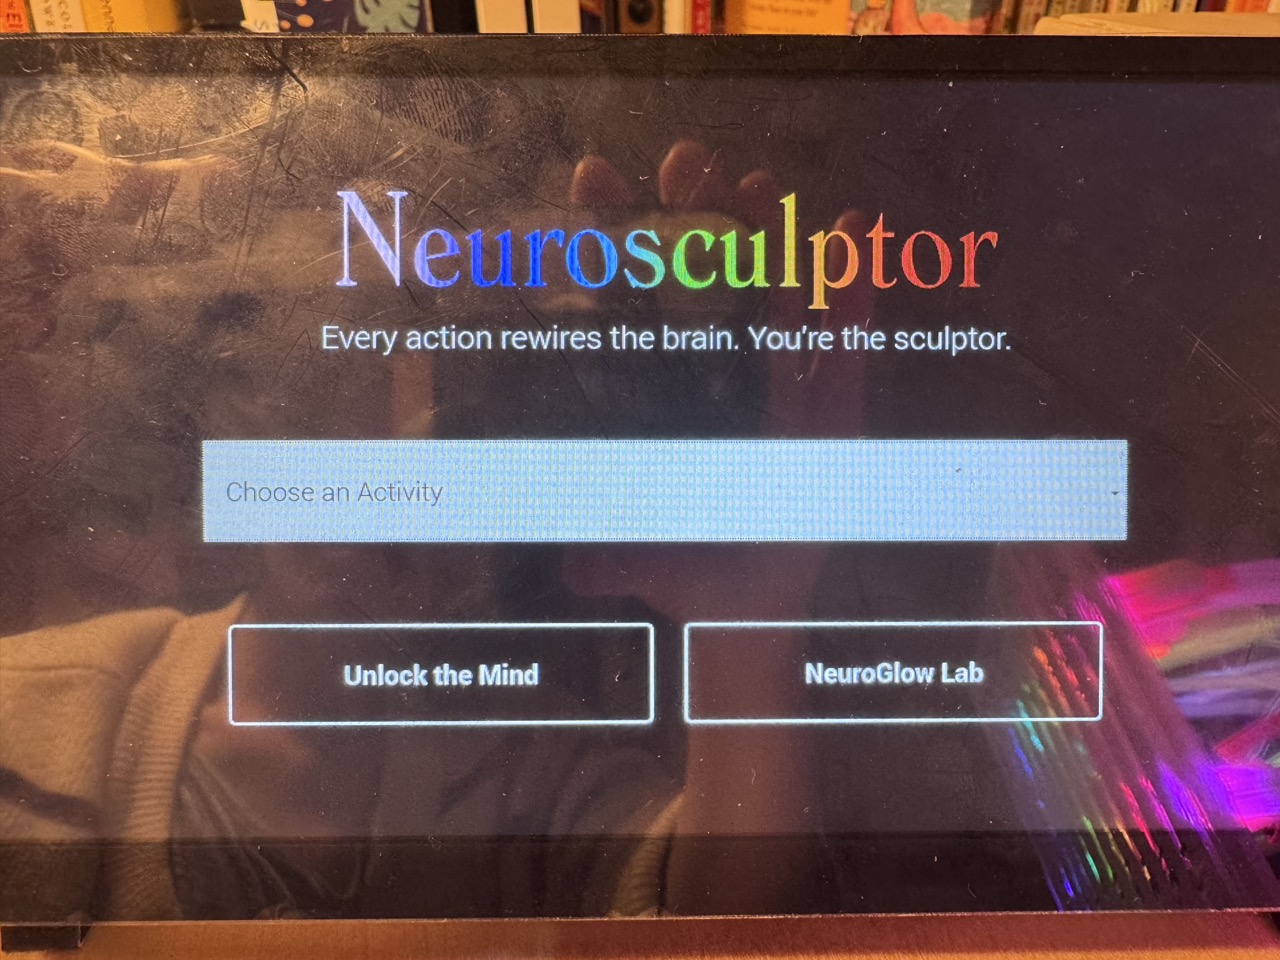 Neurosculptor
Every action rewires the brain. You're the sculptor.
Choose an Activity
Unlock the Mind
NeuroGlow Lab